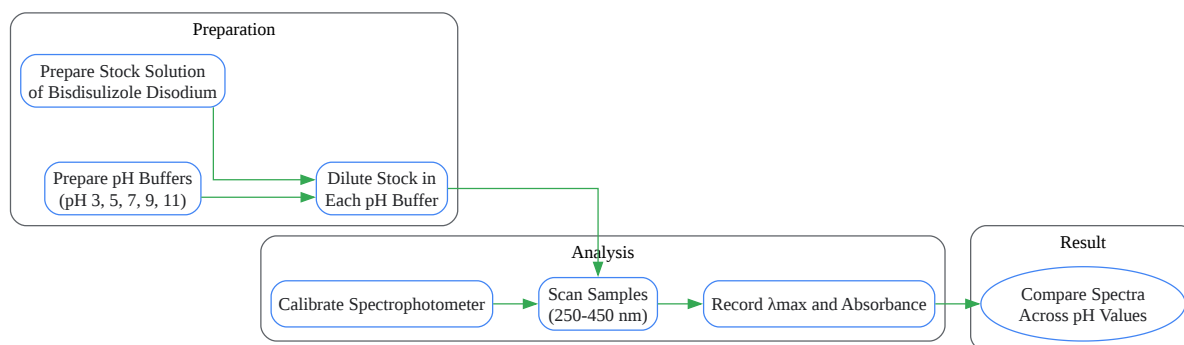 Preparation
Prepare Stock Solution
of Bisdisulizole Disodium
Prepare pH Buffers
(pH 3, 5, 7, 9, 11)
Dilute Stock in
Each pH Buffer
Analysis
Calibrate Spectrophotometer
Scan Samples
(250-450 nm)
Record λmax and Absorbance
Result
Compare Spectra
Across pH Values